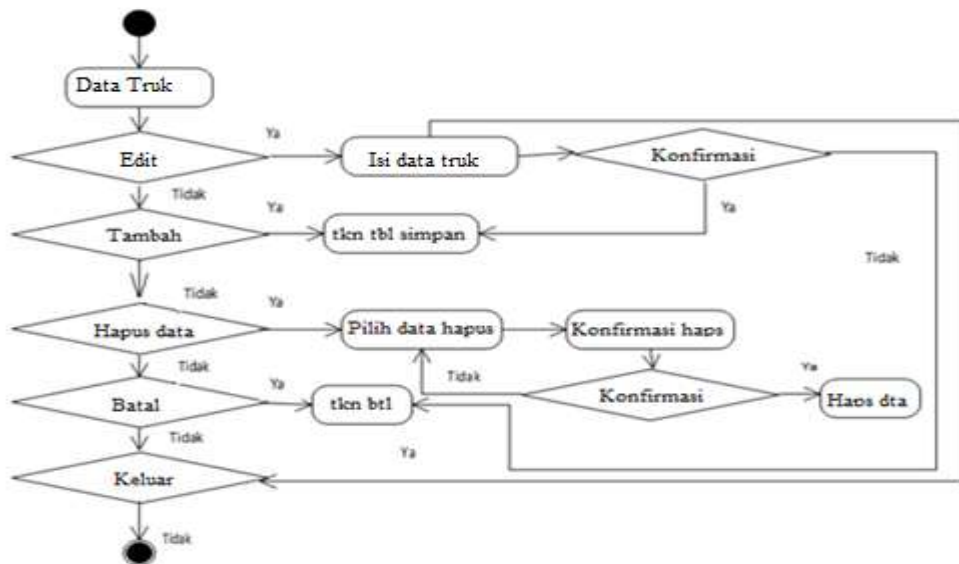 Data Truk
Ya
Edit
Isi data truk
Konfirmasi
Tidak
Ya
Ya
Tambah
tkn tbl simpan
Tidak
Tidak
Ya
Hapus data
Pilih data hapus
Konfirmasi haps
Tidak
Ya
Tidak
Ya
Batal
tkn btl
Konfirmasi
Haps dta
Tidak
Ya
Keluar
Tidak